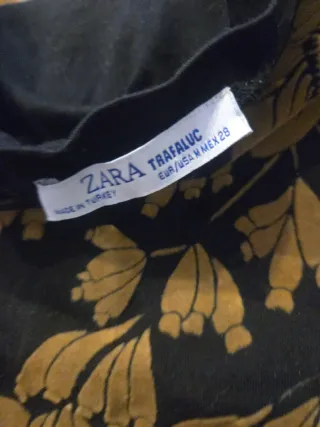 ZARA TRAFALUC
EUR/USA M MEX 28
MADE IN TURKEY